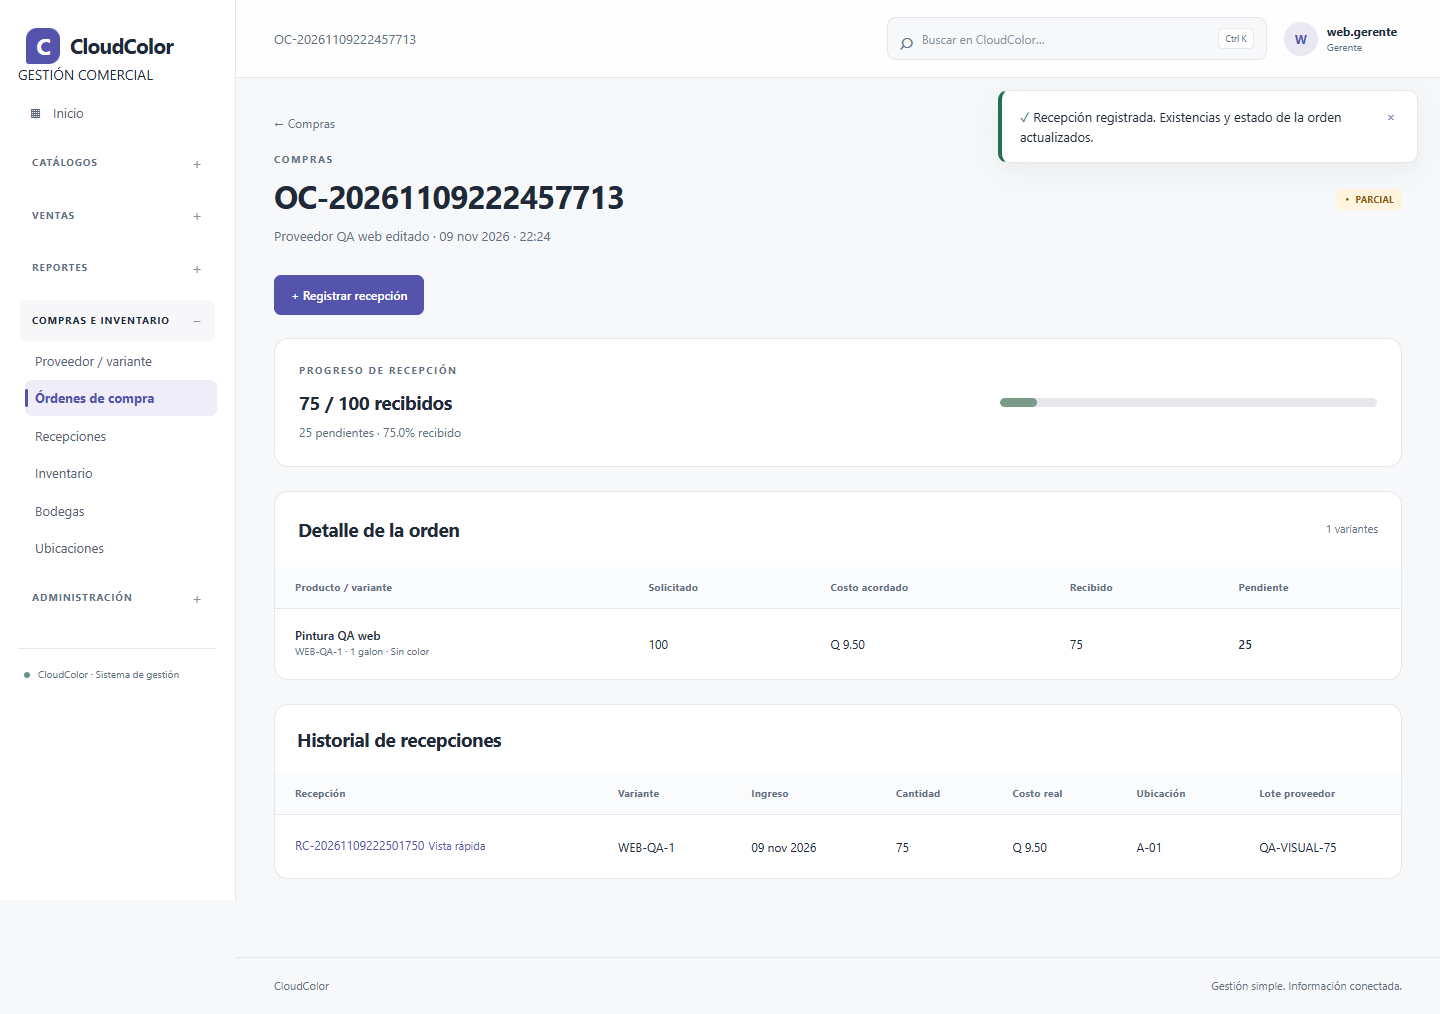 C CloudColor
GESTIÓN COMERCIAL
Inicio
CATÁLOGOS +
VENTAS +
REPORTES +
COMPRAS E INVENTARIO −
Proveedor / variante
Órdenes de compra
Recepciones
Inventario
Bodegas
Ubicaciones
ADMINISTRACIÓN +
CloudColor · Sistema de gestión
OC-20261109222457713
Buscar en CloudColor... Ctrl K
W web.gerente
Gerente
✓ Recepción registrada. Existencias y estado de la orden ×
actualizados.
← Compras
COMPRAS
OC-20261109222457713
• PARCIAL
Proveedor QA web editado · 09 nov 2026 · 22:24
+ Registrar recepción
PROGRESO DE RECEPCIÓN
75 / 100 recibidos
25 pendientes · 75.0% recibido
Detalle de la orden 1 variantes
Producto / variante Solicitado Costo acordado Recibido Pendiente
Pintura QA web 100 Q 9.50 75 25
WEB-QA-1 · 1 galon · Sin color
Historial de recepciones
Recepción Variante Ingreso Cantidad Costo real Ubicación Lote proveedor
RC-20261109222501750 Vista rápida WEB-QA-1 09 nov 2026 75 Q 9.50 A-01 QA-VISUAL-75
CloudColor Gestión simple. Información conectada.